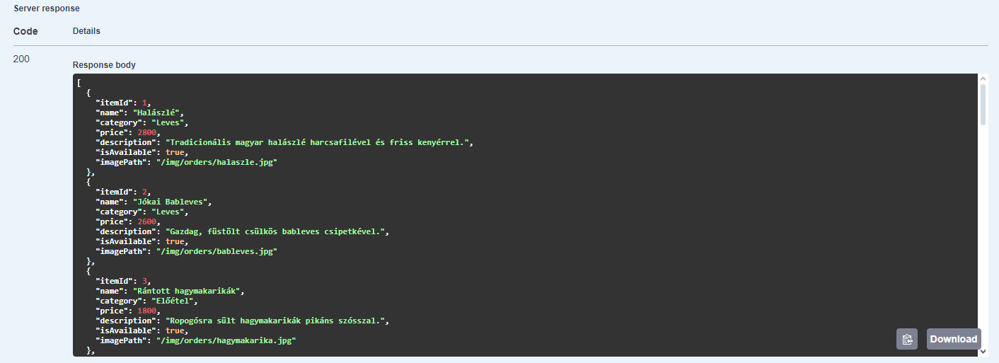 Server response
Code Details
200
Response body
[
  {
    "itemId": 1,
    "name": "Halászlé",
    "category": "Leves",
    "price": 2800,
    "description": "Tradicionális magyar halászlé harcsafilével és friss kenyérrel.",
    "isAvailable": true,
    "imagePath": "/img/orders/halaszle.jpg"
  },
  {
    "itemId": 2,
    "name": "Jókai Bableves",
    "category": "Leves",
    "price": 2600,
    "description": "Gazdag, füstölt csülkös bableves csipetkével.",
    "isAvailable": true,
    "imagePath": "/img/orders/bableves.jpg"
  },
  {
    "itemId": 3,
    "name": "Rántott hagymakarikák",
    "category": "Előétel",
    "price": 1800,
    "description": "Ropogósra sült hagymakarikák pikáns szósszal.",
    "isAvailable": true,
    "imagePath": "/img/orders/hagymakarika.jpg"
  },
Download